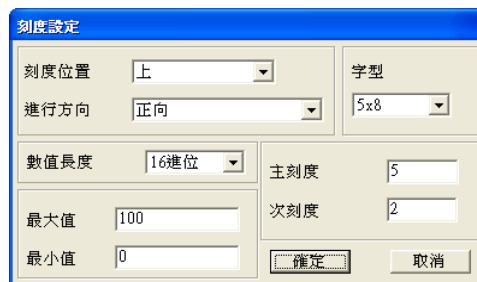 刻度設定
刻度位置 上
進行方向 正向
字型
5x8
數值長度 16進位
主刻度 5
次刻度 2
最大值 100
最小值 0
確定 取消